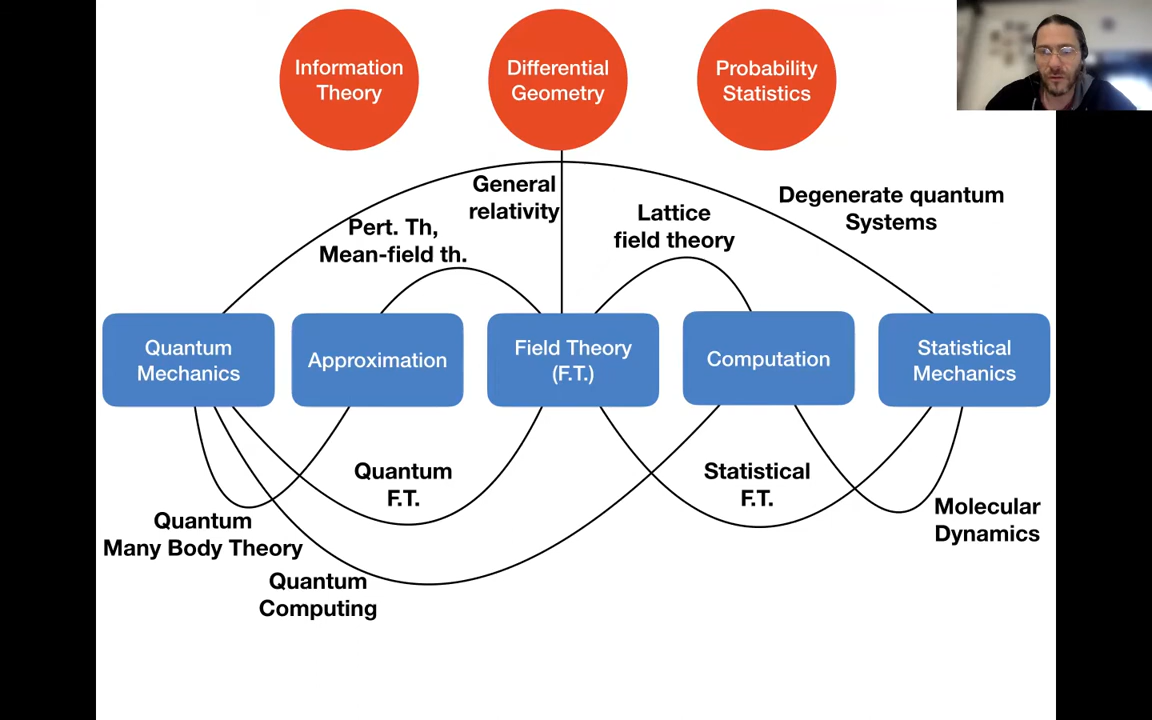 Information
Theory
Differential
Geometry
Probability
Statistics
General
relativity
Degenerate quantum
Systems
Lattice
field theory
Pert. Th,
Mean-field th.
Quantum
Mechanics
Approximation
Field Theory
(F.T.)
Computation
Statistical
Mechanics
Quantum
F.T.
Statistical
F.T.
Molecular
Dynamics
Quantum
Many Body Theory
Quantum
Computing